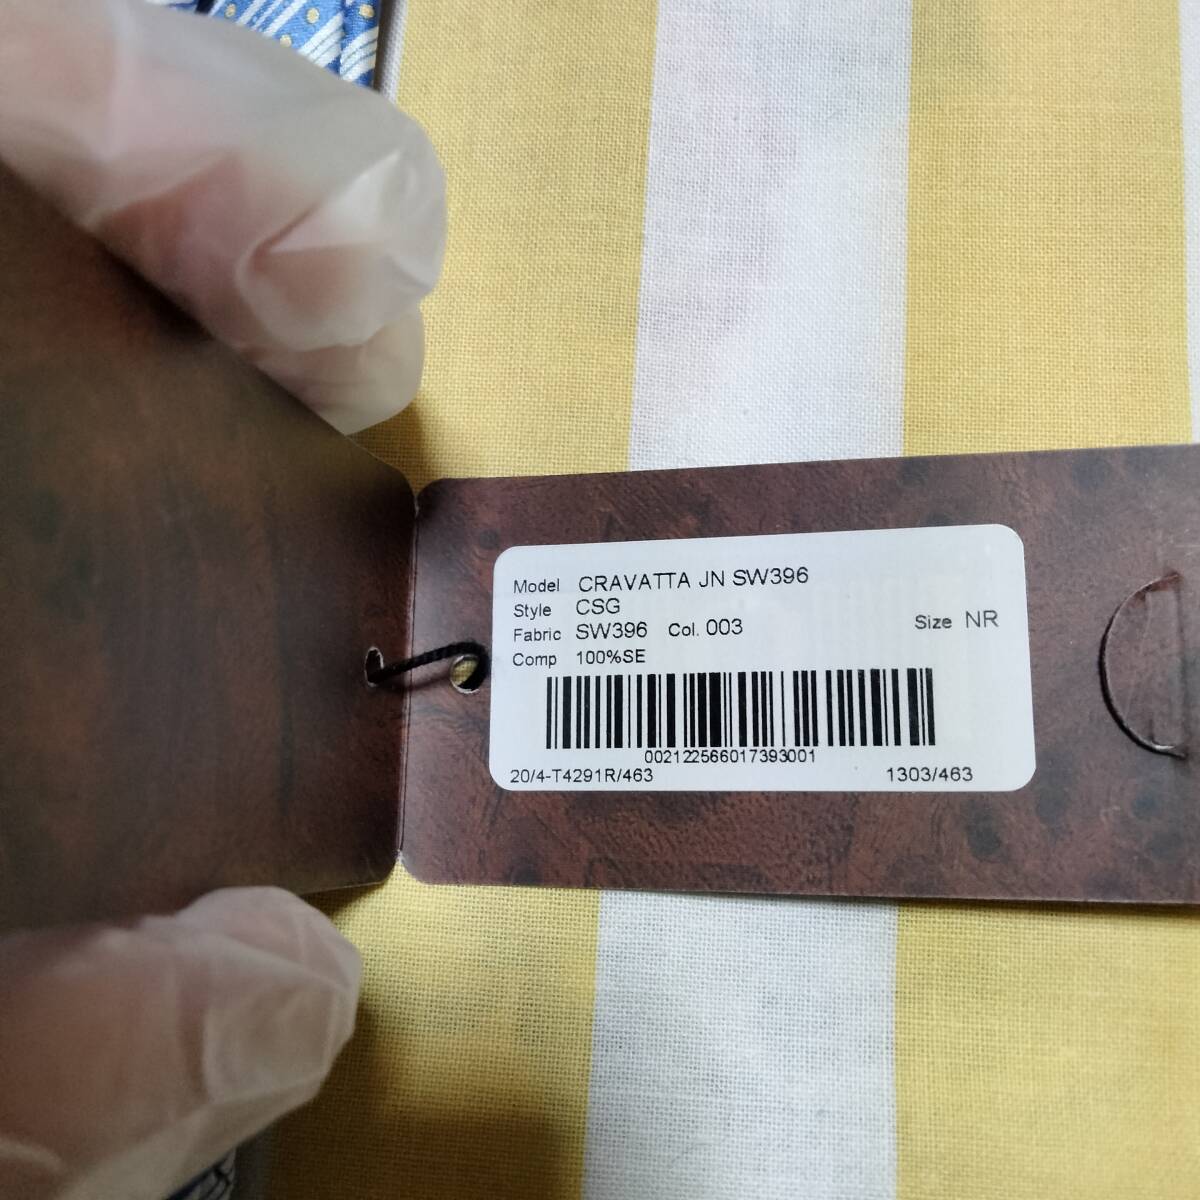 Model CRAVATTA JN SW396
Style CSG
Fabric SW396 Col. 003 Size NR
Comp 100%SE
002122566017393001
20/4-T4291R/463 1303/463